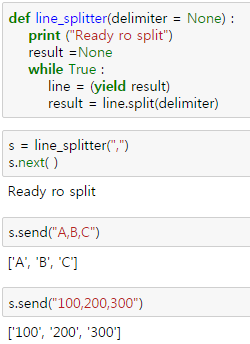 def line_splitter(delimiter = None) :
print ("Ready ro split")
result =None
while True :
line = (yield result)
result = line.split(delimiter)
s = line_splitter(",")
s.next( )
Ready ro split
s.send("A,B,C")
['A', 'B', 'C']
s.send("100,200,300")
['100', '200', '300']